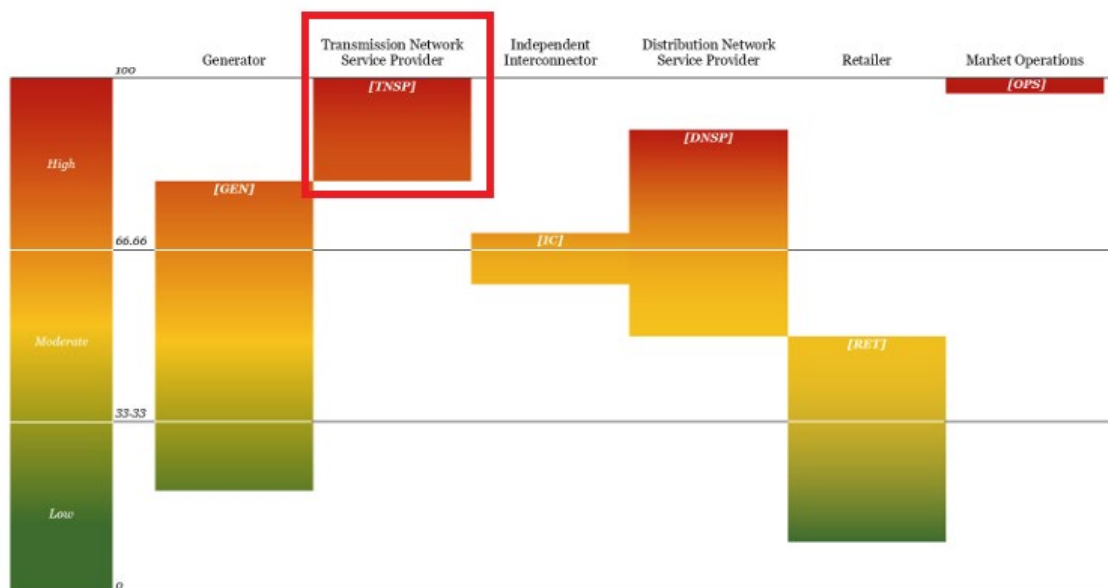 Generator
Transmission Network
Service Provider
Independent
Interconnector
Distribution Network
Service Provider
Retailer
Market Operations
100
[TNSP]
[OPS]
[DNSP]
High
[GEN]
[IC]
66.66
Moderate
[RET]
33.33
Low
0